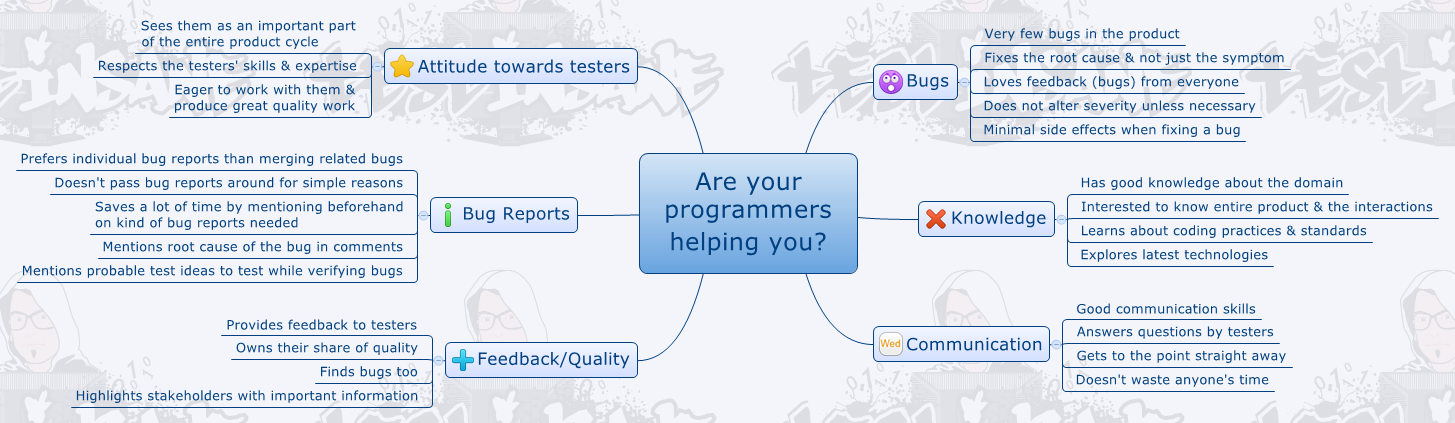 Are your
programmers
helping you?
Attitude towards testers
Sees them as an important part
of the entire product cycle
Respects the testers' skills & expertise
Eager to work with them &
produce great quality work
Bug Reports
Prefers individual bug reports than merging related bugs
Doesn't pass bug reports around for simple reasons
Saves a lot of time by mentioning beforehand
on kind of bug reports needed
Mentions root cause of the bug in comments
Mentions probable test ideas to test while verifying bugs
Feedback/Quality
Provides feedback to testers
Owns their share of quality
Finds bugs too
Highlights stakeholders with important information
Bugs
Very few bugs in the product
Fixes the root cause & not just the symptom
Loves feedback (bugs) from everyone
Does not alter severity unless necessary
Minimal side effects when fixing a bug
Knowledge
Has good knowledge about the domain
Interested to know entire product & the interactions
Learns about coding practices & standards
Explores latest technologies
Wed
Communication
Good communication skills
Answers questions by testers
Gets to the point straight away
Doesn't waste anyone's time